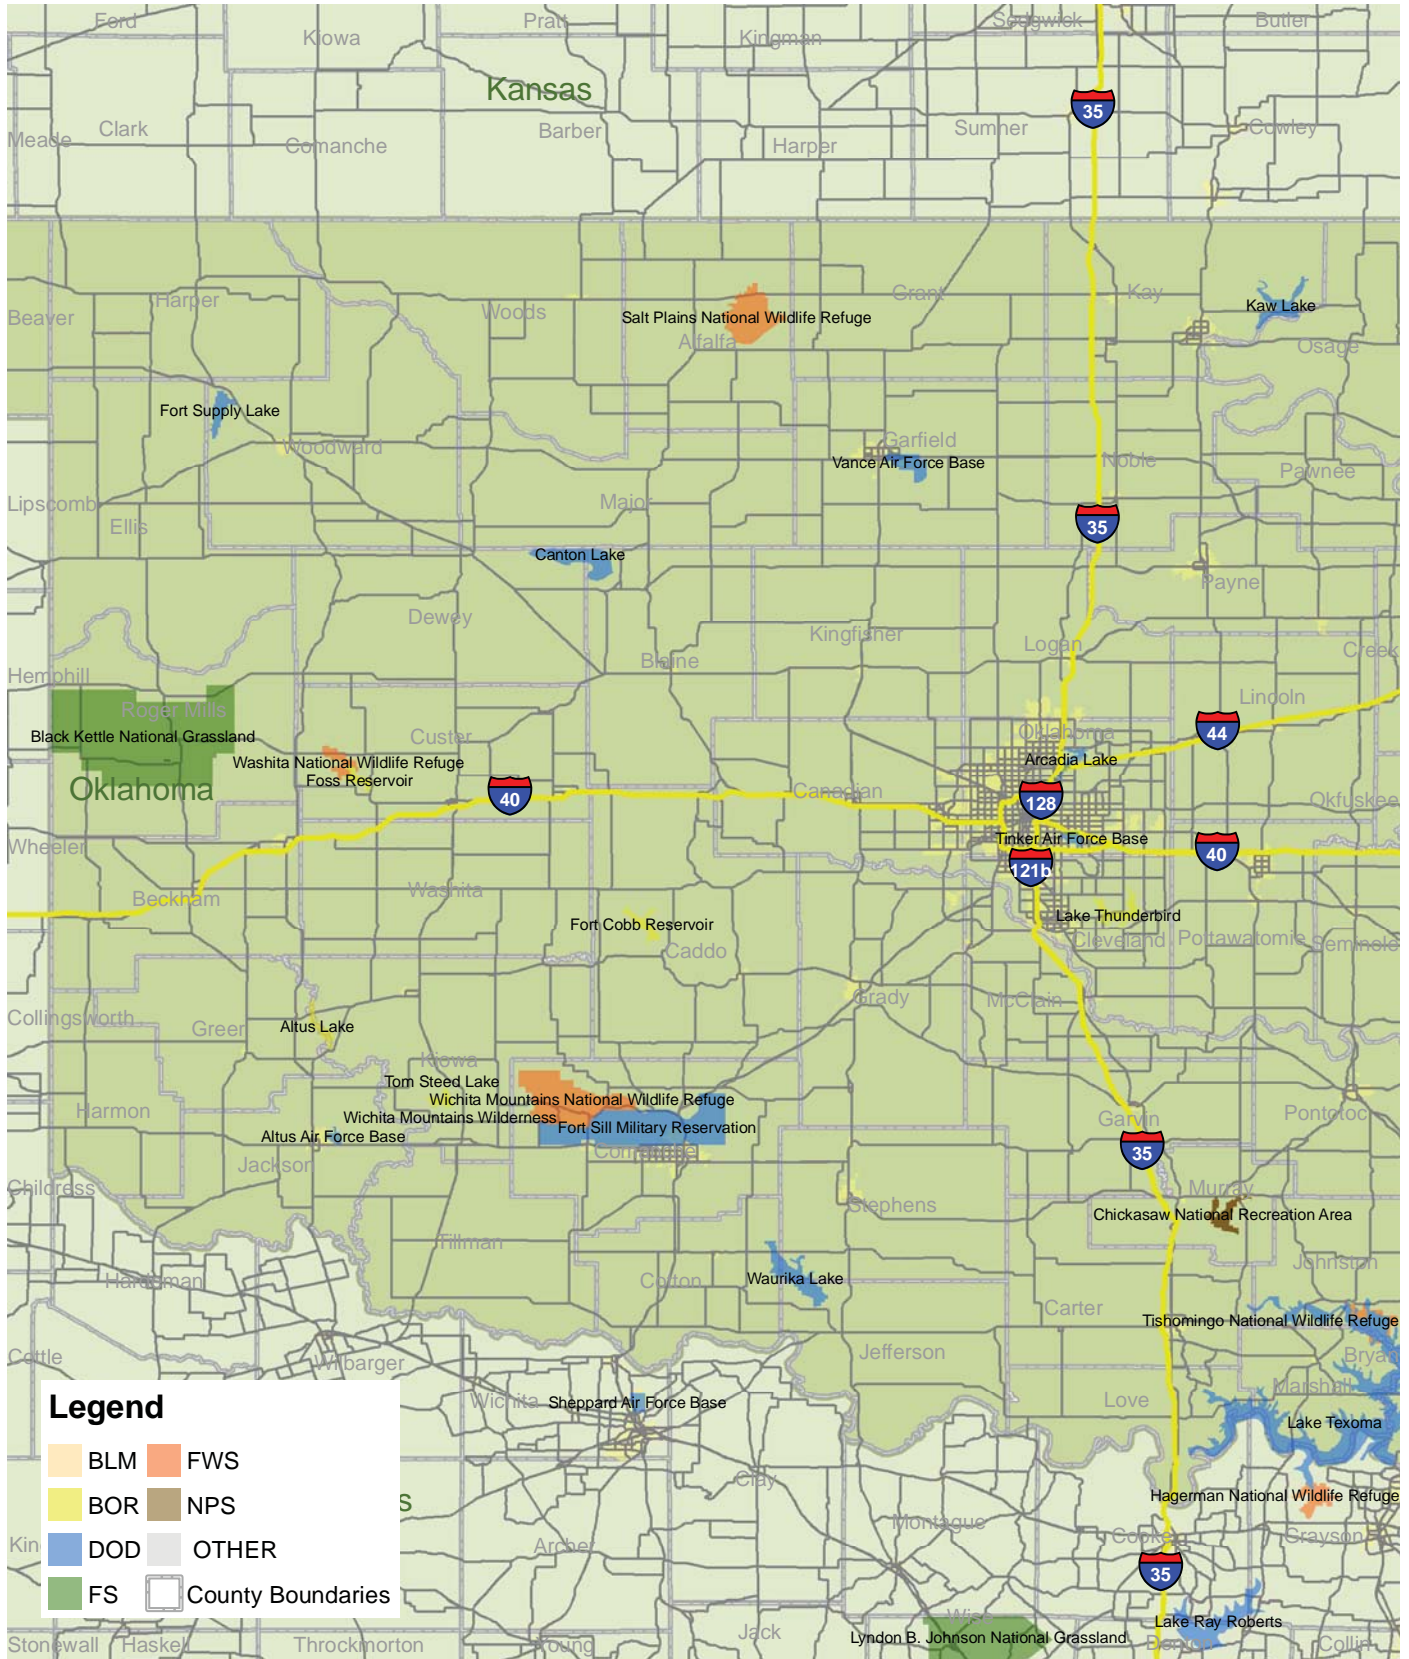 Ford
Pratt
Sedgwick
Butler
Kiowa
Kingman
Kansas
35
Clark
Barber
Sumner
Cowley
Meade
Comanche
Harper
Harper
Woods
Grant
Kay
Kaw Lake
Beaver
Salt Plains National Wildlife Refuge
Alfalfa
Osage
Fort Supply Lake
Woodward
Garfield
Vance Air Force Base
Noble
Pawnee
Lipscomb
Major
Ellis
35
Canton Lake
Payne
Dewey
Kingfisher
Logan
Creek
Blaine
Hemphill
Lincoln
Roger Mills
Black Kettle National Grassland
Custer
Oklahoma
44
Washita National Wildlife Refuge
Arcadia Lake
Foss Reservoir
Oklahoma
40
Canadian
128
Okfuskee
Wheeler
Tinker Air Force Base
40
121b
Beckham
Washita
Fort Cobb Reservoir
Lake Thunderbird
Caddo
Cleveland
Pottawatomie
Seminole
Grady
McClain
Collingsworth
Greer
Altus Lake
Kiowa
Tom Steed Lake
Wichita Mountains National Wildlife Refuge
Harmon
Wichita Mountains Wilderness
Garvin
Pontotoc
Altus Air Force Base
Fort Sill Military Reservation
Comanche
35
Jackson
Childress
Murray
Stephens
Chickasaw National Recreation Area
Tillman
Johnston
Hardeman
Cotton
Waurika Lake
Carter
Tishomingo National Wildlife Refuge
Cottle
Wilbarger
Jefferson
Brya
Marshall
Wichita
Sheppard Air Force Base
Love
Lake Texoma
Legend
BLM
FWS
BOR
NPS
DOD
OTHER
FS
County Boundaries
s
Kin
Clay
Hagerman National Wildlife Refuge
Archer
Montague
Cooke
Grayson
35
Wise
Lake Ray Roberts
Stonewall
Haskel
Throckmorton
Young
Jack
Lyndon B. Johnson National Grassland
Denton
Collin